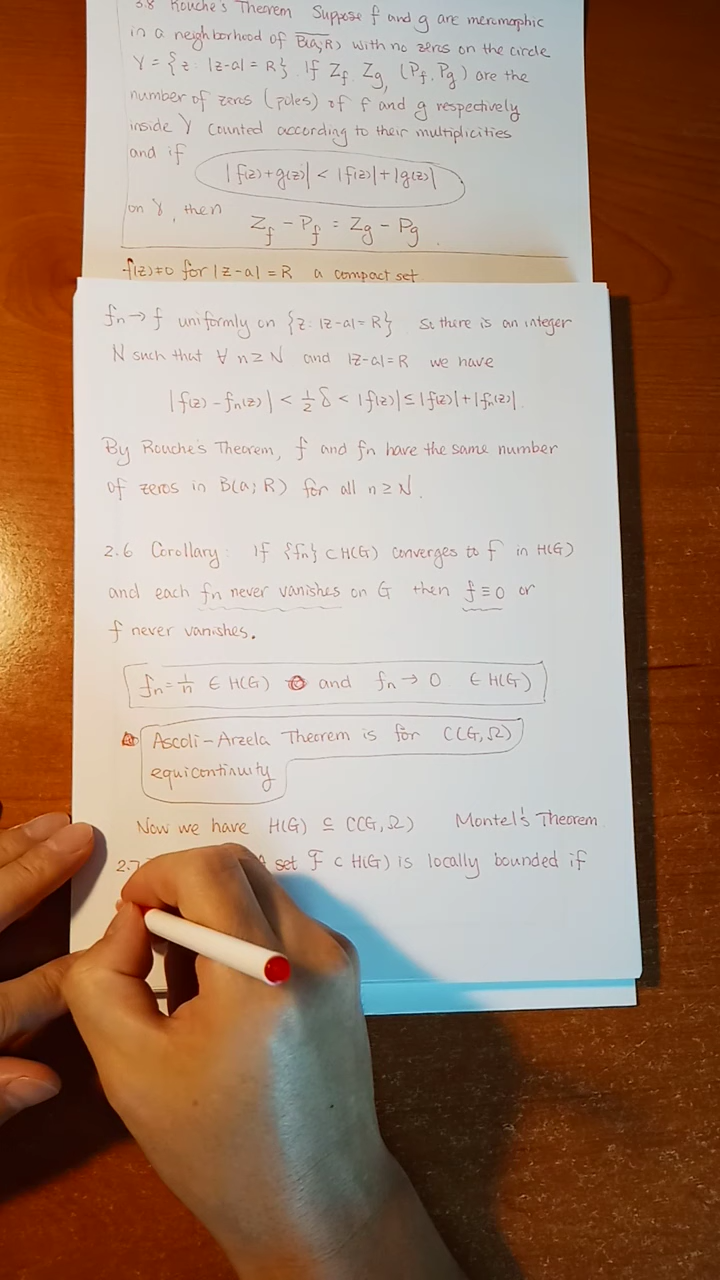 3.8 Rouche's Theorem Suppose f and g are meromorphic
in a neighborhood of B̅(a;R) with no zeros on the circle
γ = {z: |z-a| = R}. If Z_f, Z_g, (P_f, P_g) are the
number of zeros (poles) of f and g respectively
inside γ counted according to their multiplicities
and if
|f(z)+g(z)| < |f(z)|+|g(z)|
on γ, then
Z_f - P_f = Z_g - P_g.
f(z)≠0 for |z-a| = R a compact set
fn→f uniformly on {z: |z-a|=R} So there is an integer
N such that ∀ n≥N and |z-a|=R we have
|f(z)-fn(z)| < 1/2 δ < |f(z)| ≤ |f(z)|+|fn(z)|.
By Rouche's Theorem, f and fn have the same number
of zeros in B(a;R) for all n≥N.
2.6 Corollary: If {fn} ⊂ H(G) converges to f in H(G)
and each fn never vanishes on G then f≡0 or
f never vanishes.
fn = 1/n ∈ H(G) and fn → 0 ∈ H(G)
Ascoli-Arzela Theorem is for C(G,Ω)
equicontinuity
Now we have H(G) ⊆ C(G,Ω) Montel's Theorem
2.7 set F ⊂ H(G) is locally bounded if